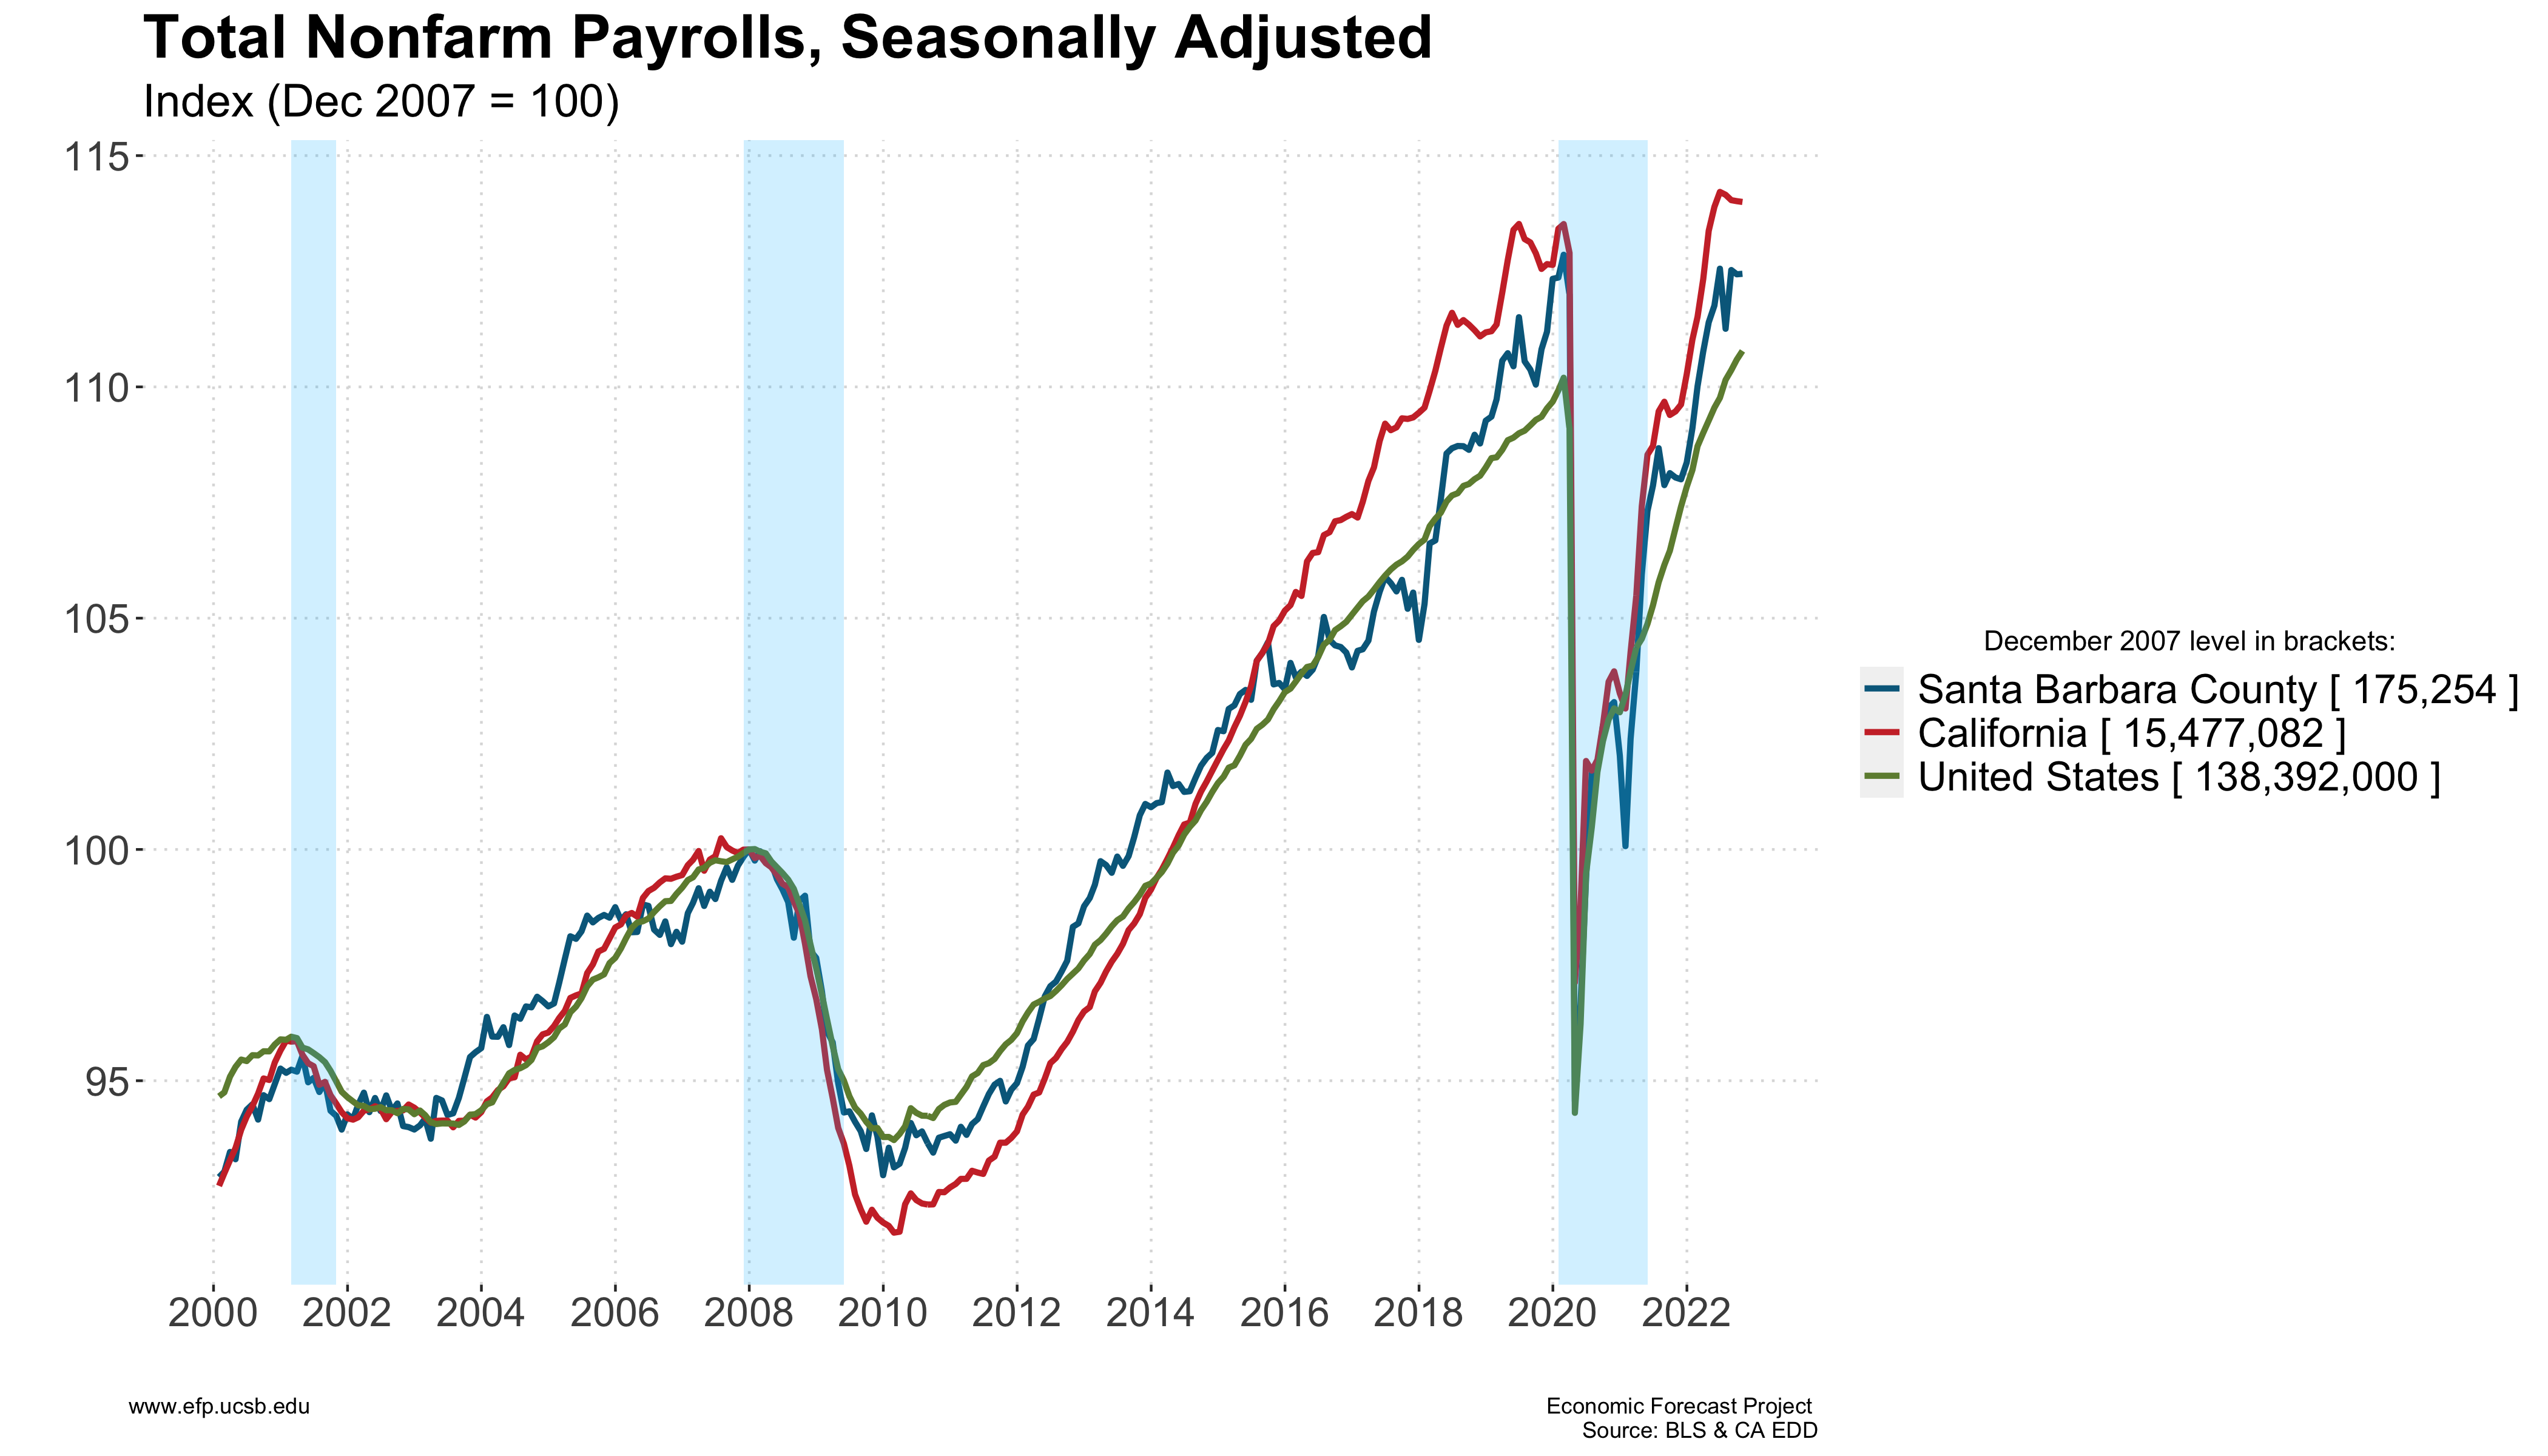 Total Nonfarm Payrolls, Seasonally Adjusted
Index (Dec 2007 = 100)
115
110
105
100
95
2000 2002 2004 2006 2008 2010 2012 2014 2016 2018 2020 2022
December 2007 level in brackets:
Santa Barbara County [ 175,254 ]
California [ 15,477,082 ]
United States [ 138,392,000 ]
www.efp.ucsb.edu
Economic Forecast Project
Source: BLS & CA EDD